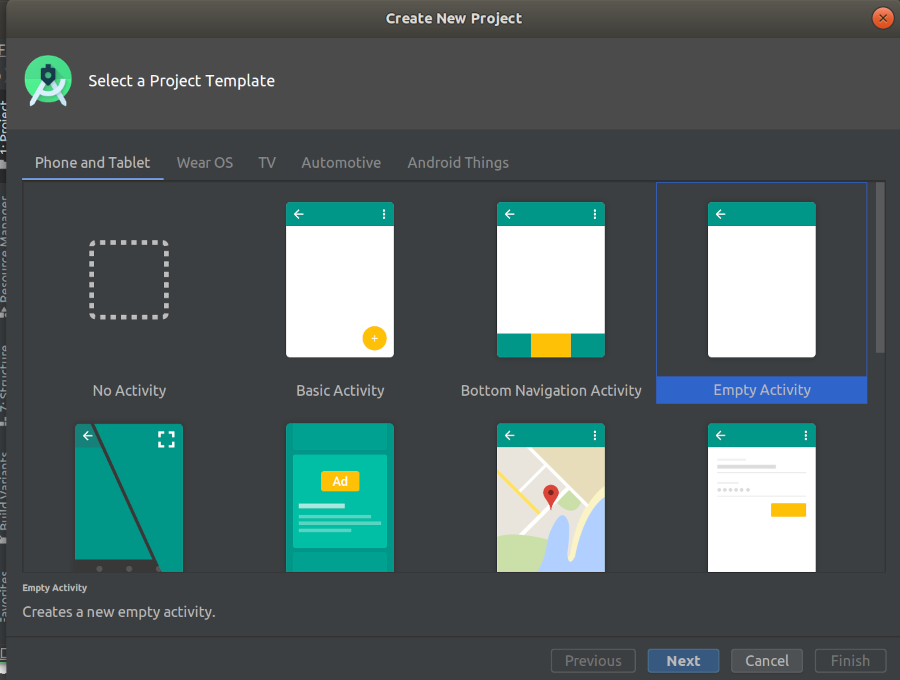 Create New Project
Select a Project Template
Phone and Tablet Wear OS TV Automotive Android Things
No Activity Basic Activity Bottom Navigation Activity Empty Activity
Ad
Empty Activity
Creates a new empty activity.
Previous Next Cancel Finish
1: Project
Resource Manager
7: Structure
Build Variants